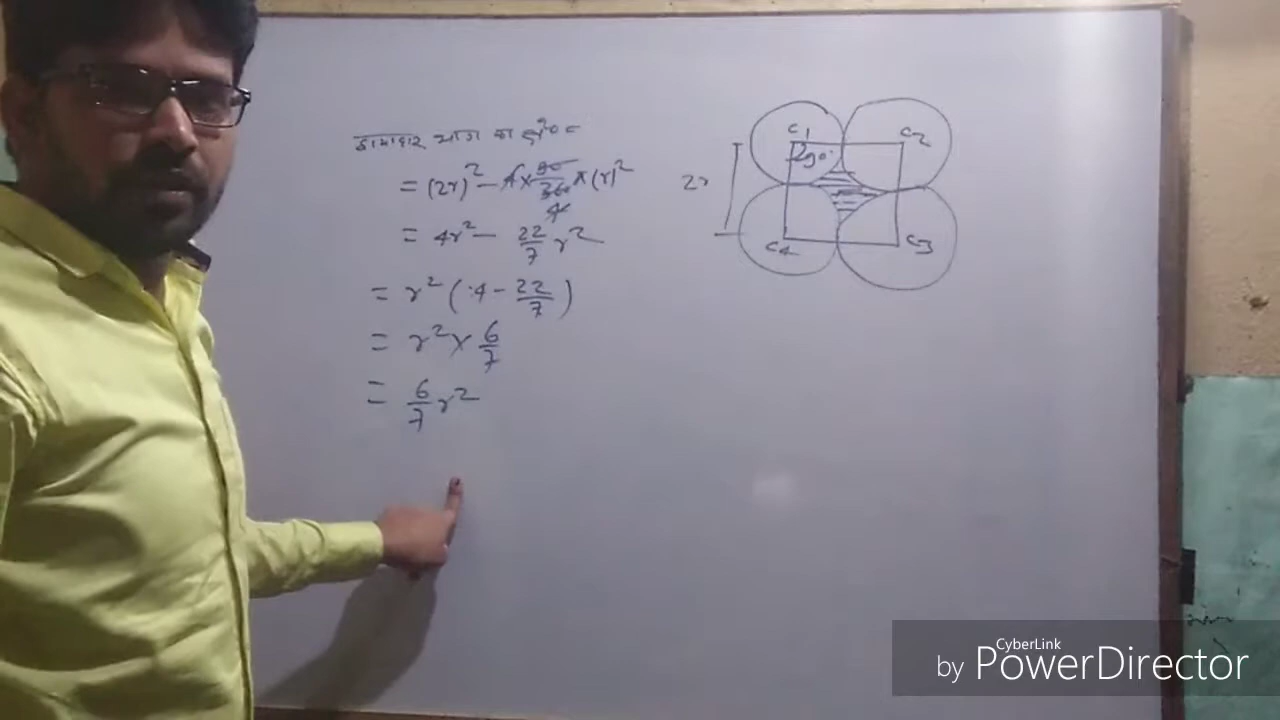 छायादार भाग का क्षे०
= (2r)² - 4 × 90/360 π (r)²
= 4r² - 22/7 r²
= r² (4 - 22/7)
= r² × 6/7
= 6/7 r²
C1
C2
90°
2r
C4
C3
CyberLink
by PowerDirector